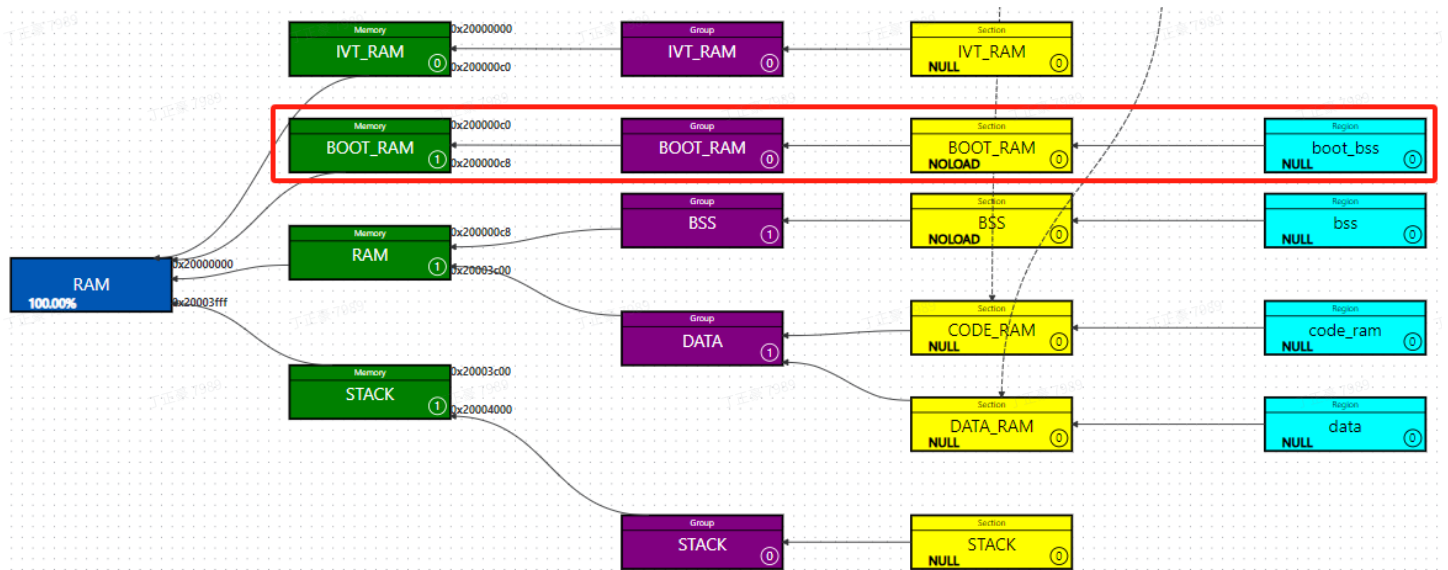 Memory
IVT_RAM
0
0x20000000
0x200000c0
Group
IVT_RAM
0
Section
IVT_RAM
NULL
0
Memory
BOOT_RAM
1
0x200000c0
0x200000c8
Group
BOOT_RAM
0
Section
BOOT_RAM
NOLOAD
0
Region
boot_bss
NULL
0
Group
BSS
1
Section
BSS
NOLOAD
0
Region
bss
NULL
0
Memory
RAM
1
0x200000c8
0x20003c00
RAM
100.00%
0x20000000
0x20003fff
Group
DATA
1
Section
CODE_RAM
NULL
0
Region
code_ram
NULL
0
Memory
STACK
1
0x20003c00
0x20004000
Section
DATA_RAM
NULL
0
Region
data
NULL
0
Group
STACK
0
Section
STACK
NULL
0